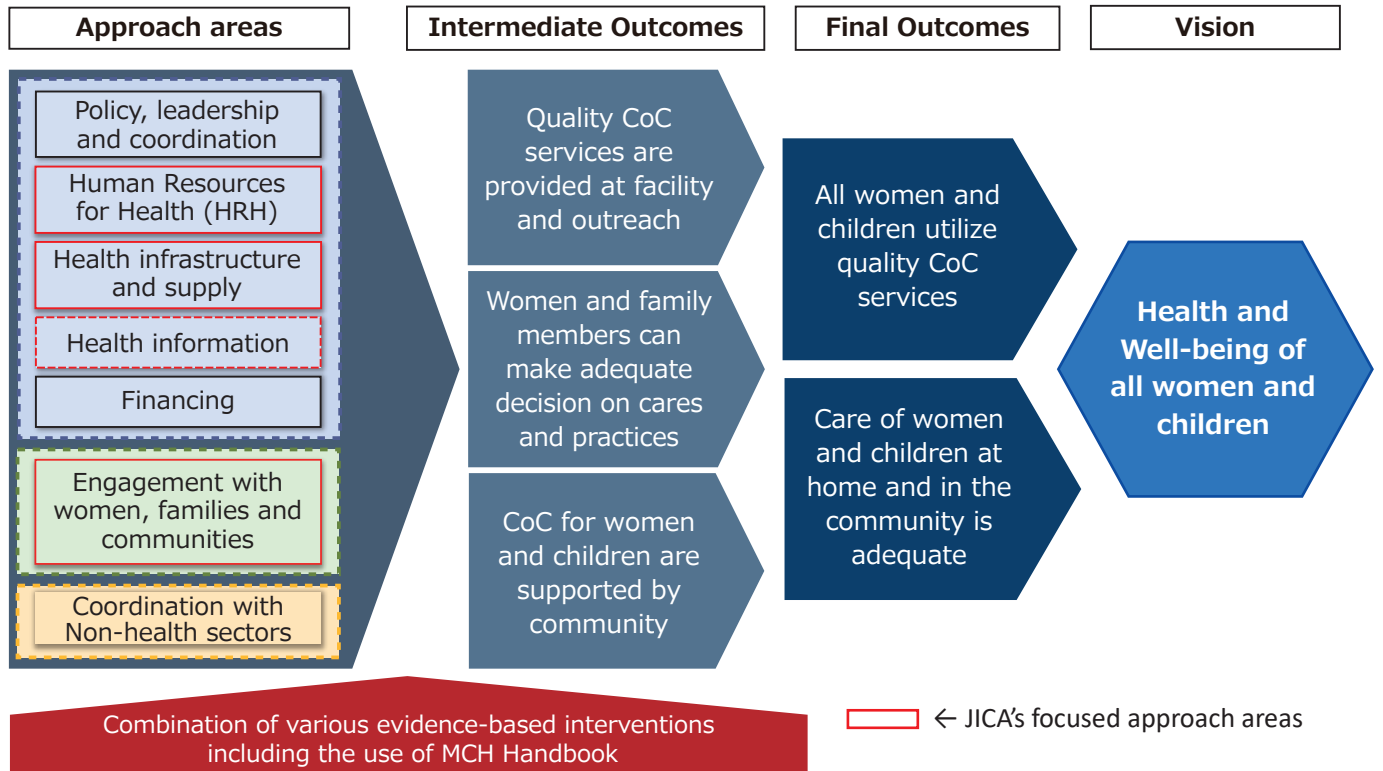 Approach areas
Intermediate Outcomes
Final Outcomes
Vision
Policy, leadership
and coordination
Human Resources
for Health (HRH)
Health infrastructure
and supply
Health information
Financing
Engagement with
women, families and
communities
Coordination with
Non-health sectors
Quality CoC
services are
provided at facility
and outreach
Women and family
members can
make adequate
decision on cares
and practices
CoC for women
and children are
supported by
community
All women and
children utilize
quality CoC
services
Care of women
and children at
home and in the
community is
adequate
Health and
Well-being of
all women and
children
Combination of various evidence-based interventions
including the use of MCH Handbook
← JICA’s focused approach areas